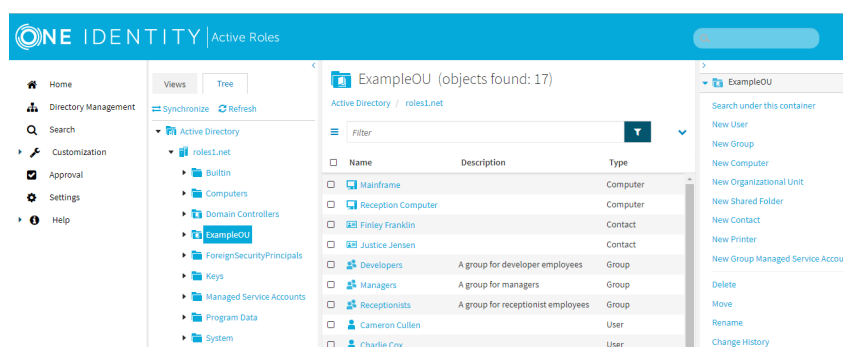 ONE IDENTITY Active Roles
Home
Directory Management
Search
Customization
Approval
Settings
Help
Views Tree
Synchronize Refresh
Active Directory
roles1.net
Builtin
Computers
Domain Controllers
ExampleOU
ForeignSecurityPrincipals
Keys
Managed Service Accounts
Program Data
System
ExampleOU (objects found: 17)
Active Directory / roles1.net
Filter
Name Description Type
Mainframe Computer
Reception Computer Computer
Finley Franklin Contact
Justice Jensen Contact
Developers A group for developer employees Group
Managers A group for managers Group
Receptionists A group for receptionist employees Group
Cameron Cullen User
Charlie Cox User
ExampleOU
Search under this container
New User
New Group
New Computer
New Organizational Unit
New Shared Folder
New Contact
New Printer
New Group Managed Service Accou
Delete
Move
Rename
Change History